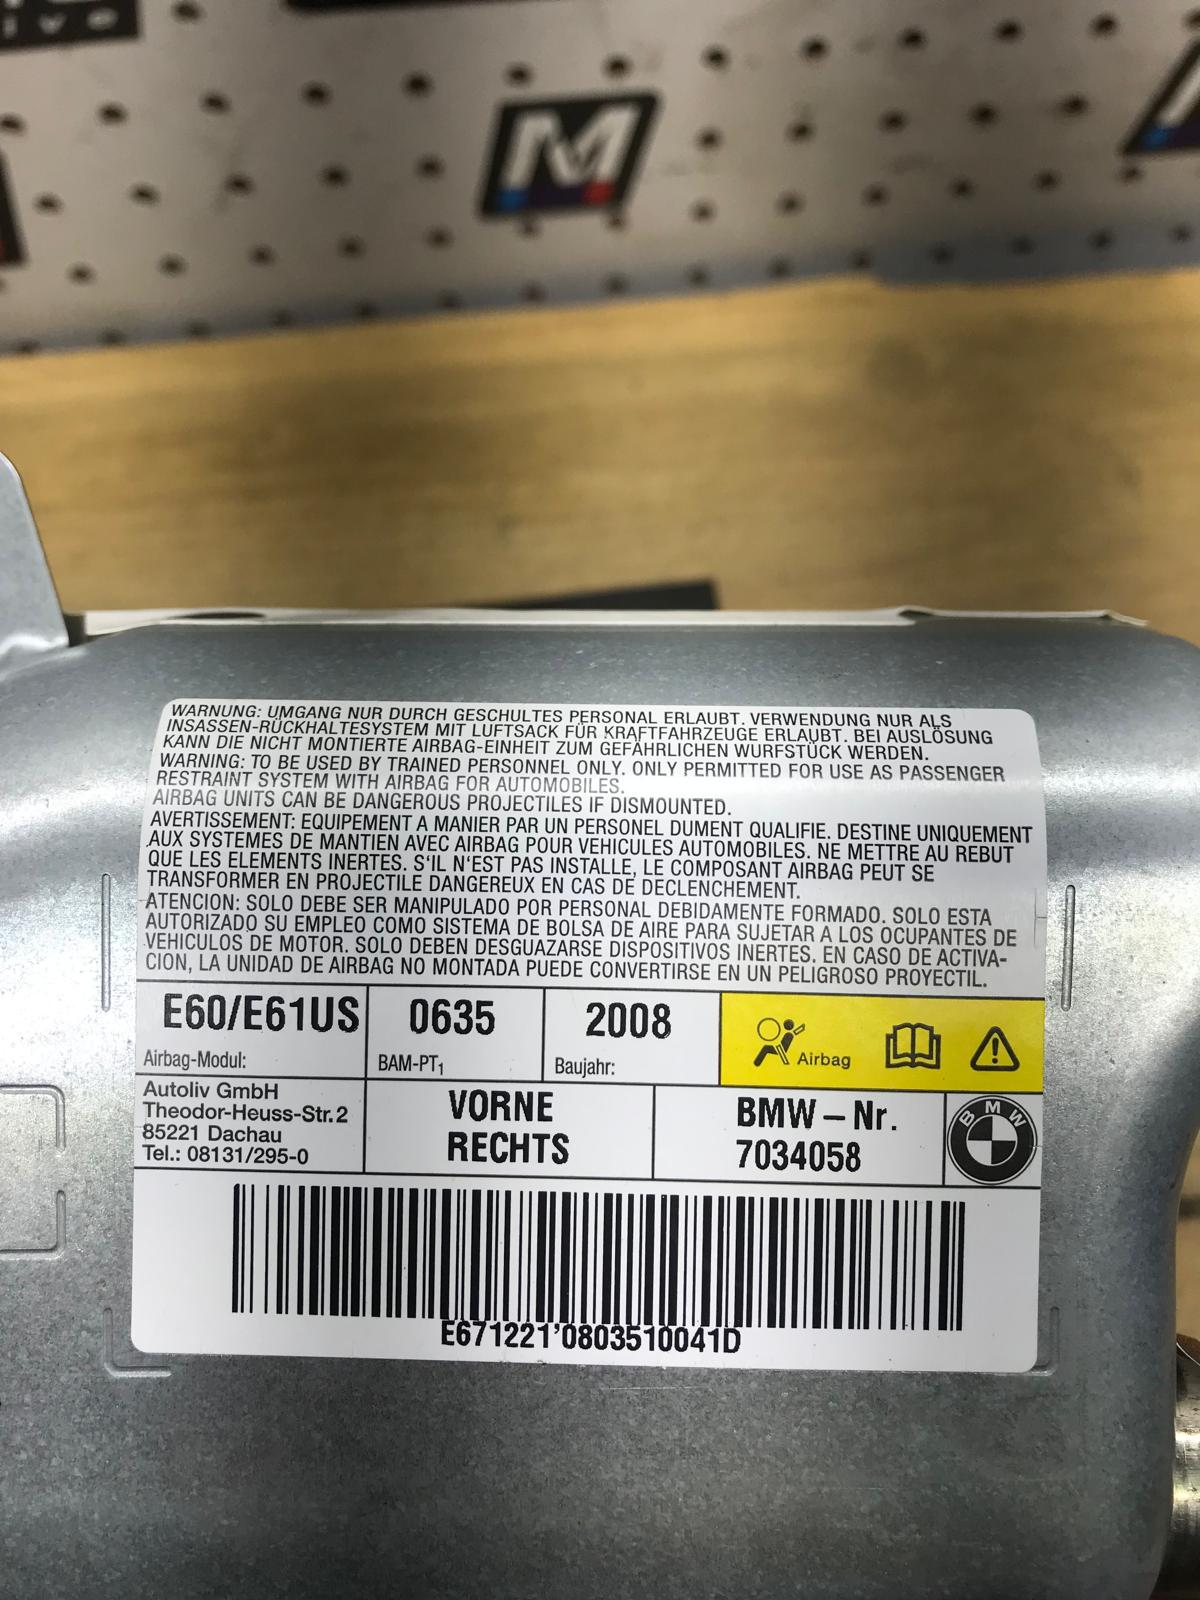 ivo
M
WARNUNG: UMGANG NUR DURCH GESCHULTES PERSONAL ERLAUBT. VERWENDUNG NUR ALS
INSASSEN-RÜCKHALTESYSTEM MIT LUFTSACK FÜR KRAFTFAHRZEUGE ERLAUBT. BEI AUSLÖSUNG
KANN DIE NICHT MONTIERTE AIRBAG-EINHEIT ZUM GEFÄHRLICHEN WURFSTÜCK WERDEN.
WARNING: TO BE USED BY TRAINED PERSONNEL ONLY. ONLY PERMITTED FOR USE AS PASSENGER
RESTRAINT SYSTEM WITH AIRBAG FOR AUTOMOBILES.
AIRBAG UNITS CAN BE DANGEROUS PROJECTILES IF DISMOUNTED.
AVERTISSEMENT: EQUIPEMENT A MANIER PAR UN PERSONEL DUMENT QUALIFIE. DESTINE UNIQUEMENT
AUX SYSTEMES DE MANTIEN AVEC AIRBAG POUR VEHICULES AUTOMOBILES. NE METTRE AU REBUT
QUE LES ELEMENTS INERTES. S'IL N'EST PAS INSTALLE, LE COMPOSANT AIRBAG PEUT SE
TRANSFORMER EN PROJECTILE DANGEREUX EN CAS DE DECLENCHEMENT.
ATENCION: SOLO DEBE SER MANIPULADO POR PERSONAL DEBIDAMENTE FORMADO. SOLO ESTA
AUTORIZADO SU EMPLEO COMO SISTEMA DE BOLSA DE AIRE PARA SUJETAR A LOS OCUPANTES DE
VEHICULOS DE MOTOR. SOLO DEBEN DESGUAZARSE DISPOSITIVOS INERTES. EN CASO DE ACTIVA-
CION, LA UNIDAD DE AIRBAG NO MONTADA PUEDE CONVERTIRSE EN UN PELIGROSO PROYECTIL.
E60/E61US
Airbag-Modul:
0635
BAM-PT1
2008
Baujahr:
Airbag
Autoliv GmbH
Theodor-Heuss-Str.2
85221 Dachau
Tel.: 08131/295-0
VORNE
RECHTS
BMW – Nr.
7034058
BMW
E671221'0803510041D